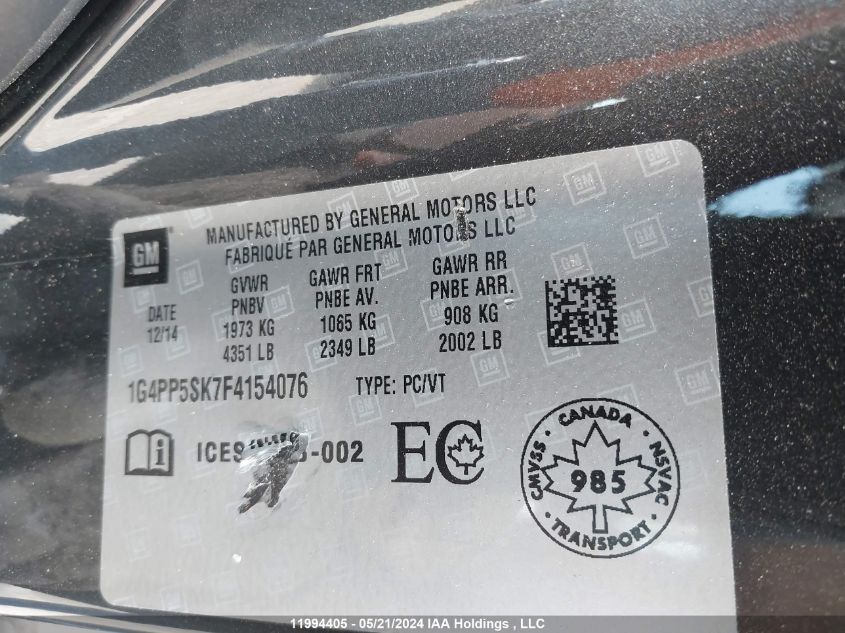 GM
MANUFACTURED BY GENERAL MOTORS LLC
FABRIQUÉ PAR GENERAL MOTORS LLC
DATE
12/14
GVWR
PNBV
1973 KG
4351 LB
GAWR FRT
PNBE AV.
1065 KG
2349 LB
GAWR RR
PNBE ARR.
908 KG
2002 LB
1G4PP5SK7F4154076 TYPE: PC/VT
-002
EC
CANADA
CMVSS
NSVAC
985
TRANSPORT
11994405 - 05/21/2024 IAA Holdings , LLC